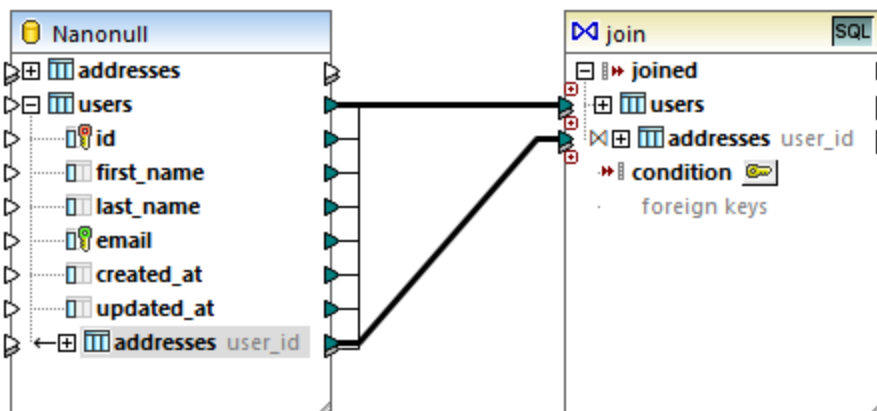 Nanonull
addresses
users
id
first_name
last_name
email
created_at
updated_at
addresses user_id
join SQL
joined
users
addresses user_id
condition
foreign keys